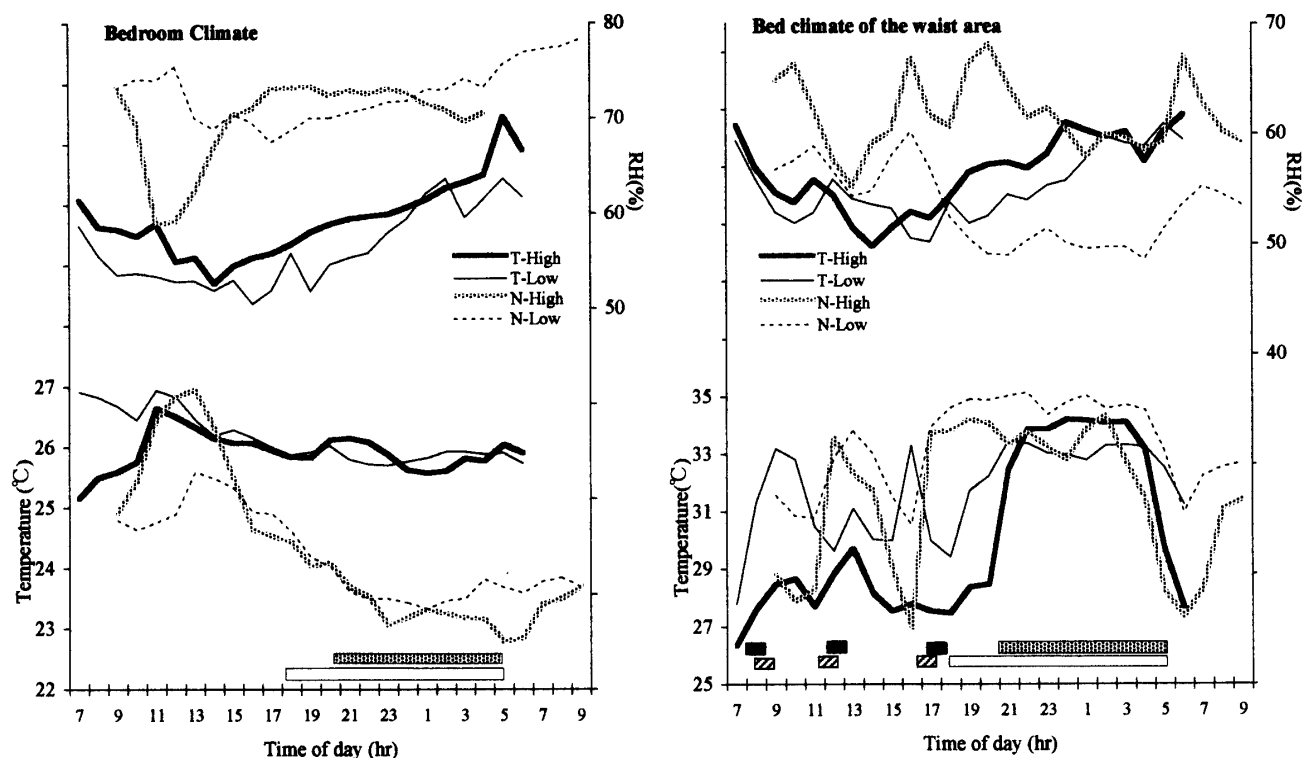 Bedroom Climate
80
70
60
50
RH(%)
T-High
T-Low
N-High
N-Low
27
26
25
24
23
22
Temperature (℃)
7 9 11 13 15 17 19 21 23 1 3 5 7 9
Time of day (hr)
Bed climate of the waist area
70
60
50
40
RH(%)
T-High
T-Low
N-High
N-Low
35
33
31
29
27
25
Temperature(℃)
7 9 11 13 15 17 19 21 23 1 3 5 7 9
Time of day (hr)